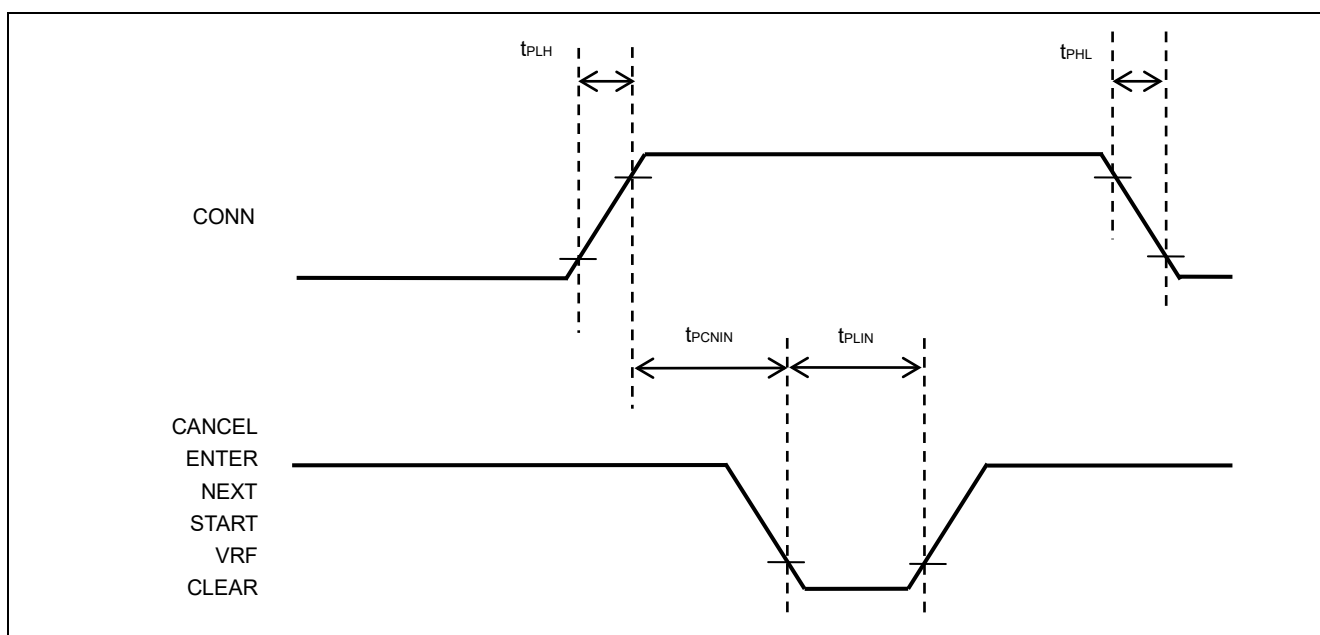 tPLH
tPHL
CONN
tPCNIN
tPLIN
CANCEL
ENTER
NEXT
START
VRF
CLEAR